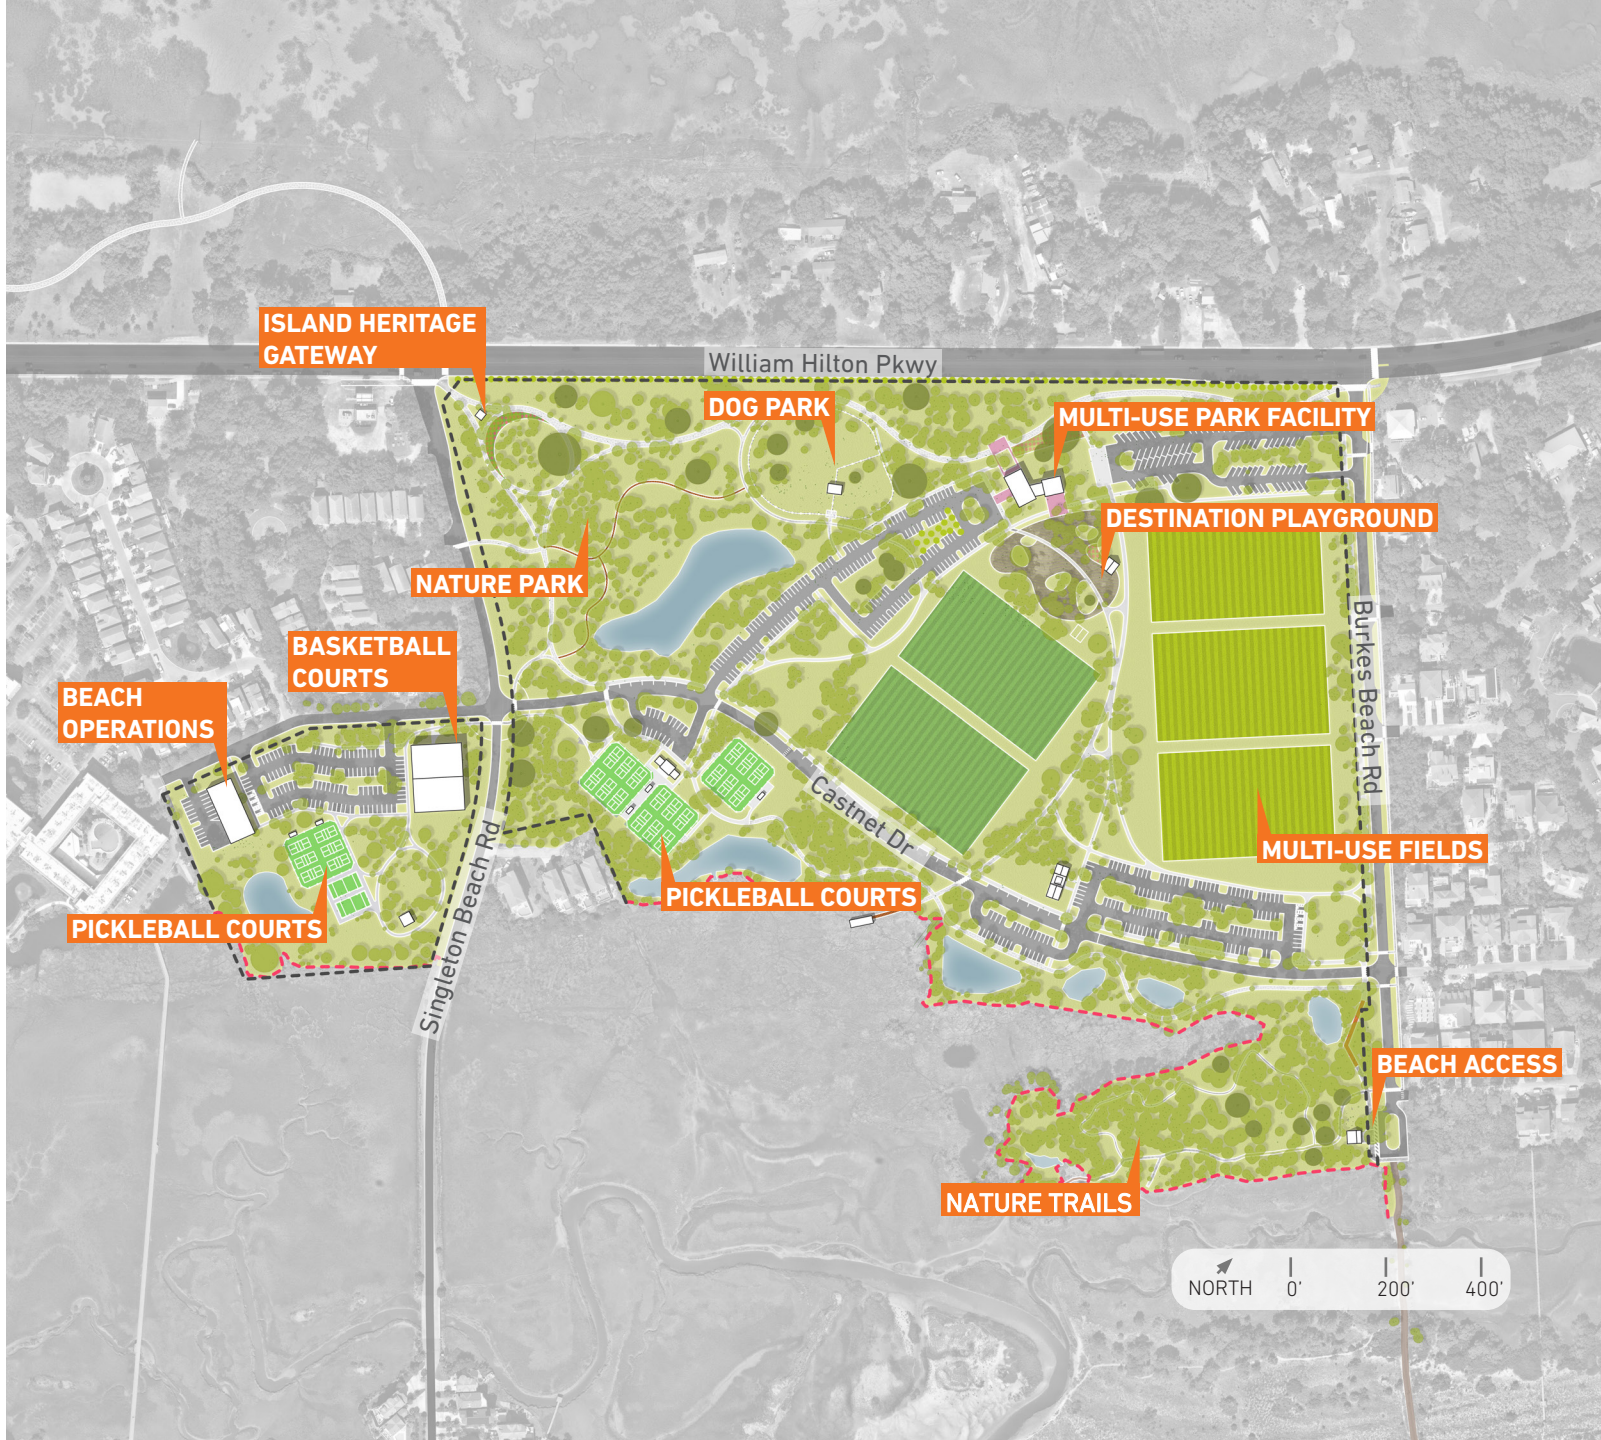 ISLAND HERITAGE
GATEWAY
William Hilton Pkwy
DOG PARK
MULTI-USE PARK FACILITY
DESTINATION PLAYGROUND
NATURE PARK
BASKETBALL
COURTS
BEACH
OPERATIONS
Burkes Beach Rd
Castnet Dr
MULTI-USE FIELDS
PICKLEBALL COURTS
PICKLEBALL COURTS
Singleton Beach Rd
BEACH ACCESS
NATURE TRAILS
NORTH
0'
200'
400'